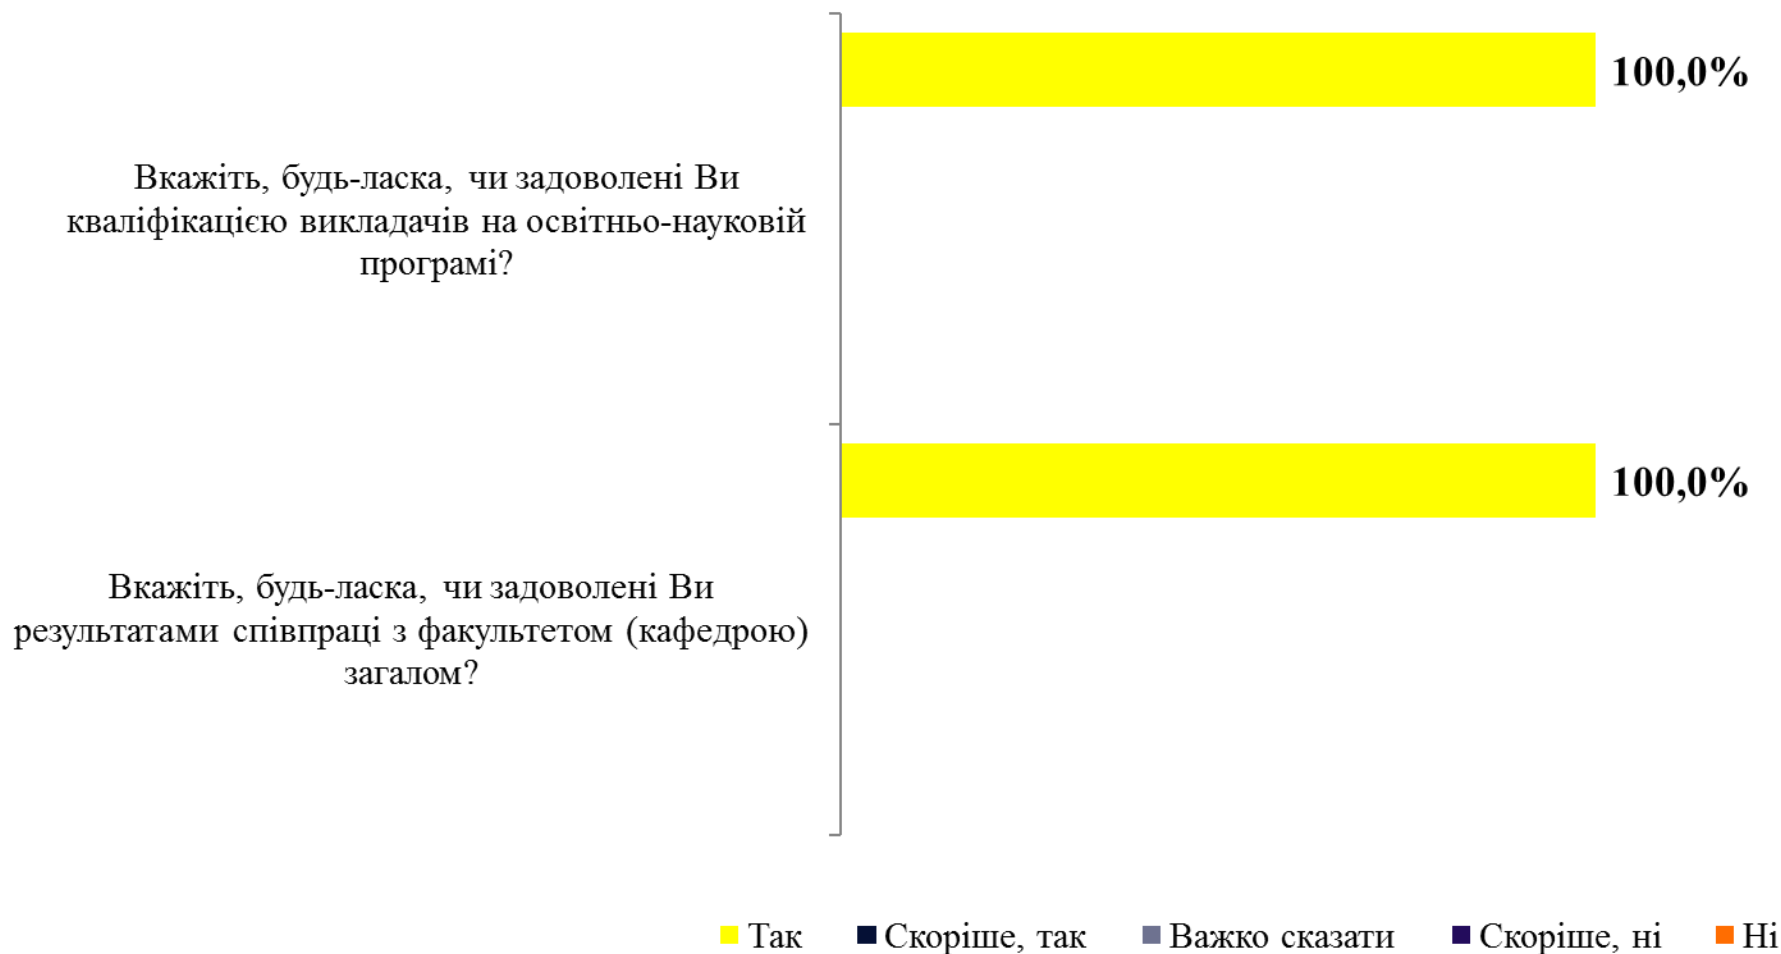 100,0%
Вкажіть, будь-ласка, чи задоволені Ви
кваліфікацією викладачів на освітньо-науковій
програмі?
100,0%
Вкажіть, будь-ласка, чи задоволені Ви
результатами співпраці з факультетом (кафедрою)
загалом?
Так Скоріше, так Важко сказати Скоріше, ні Ні